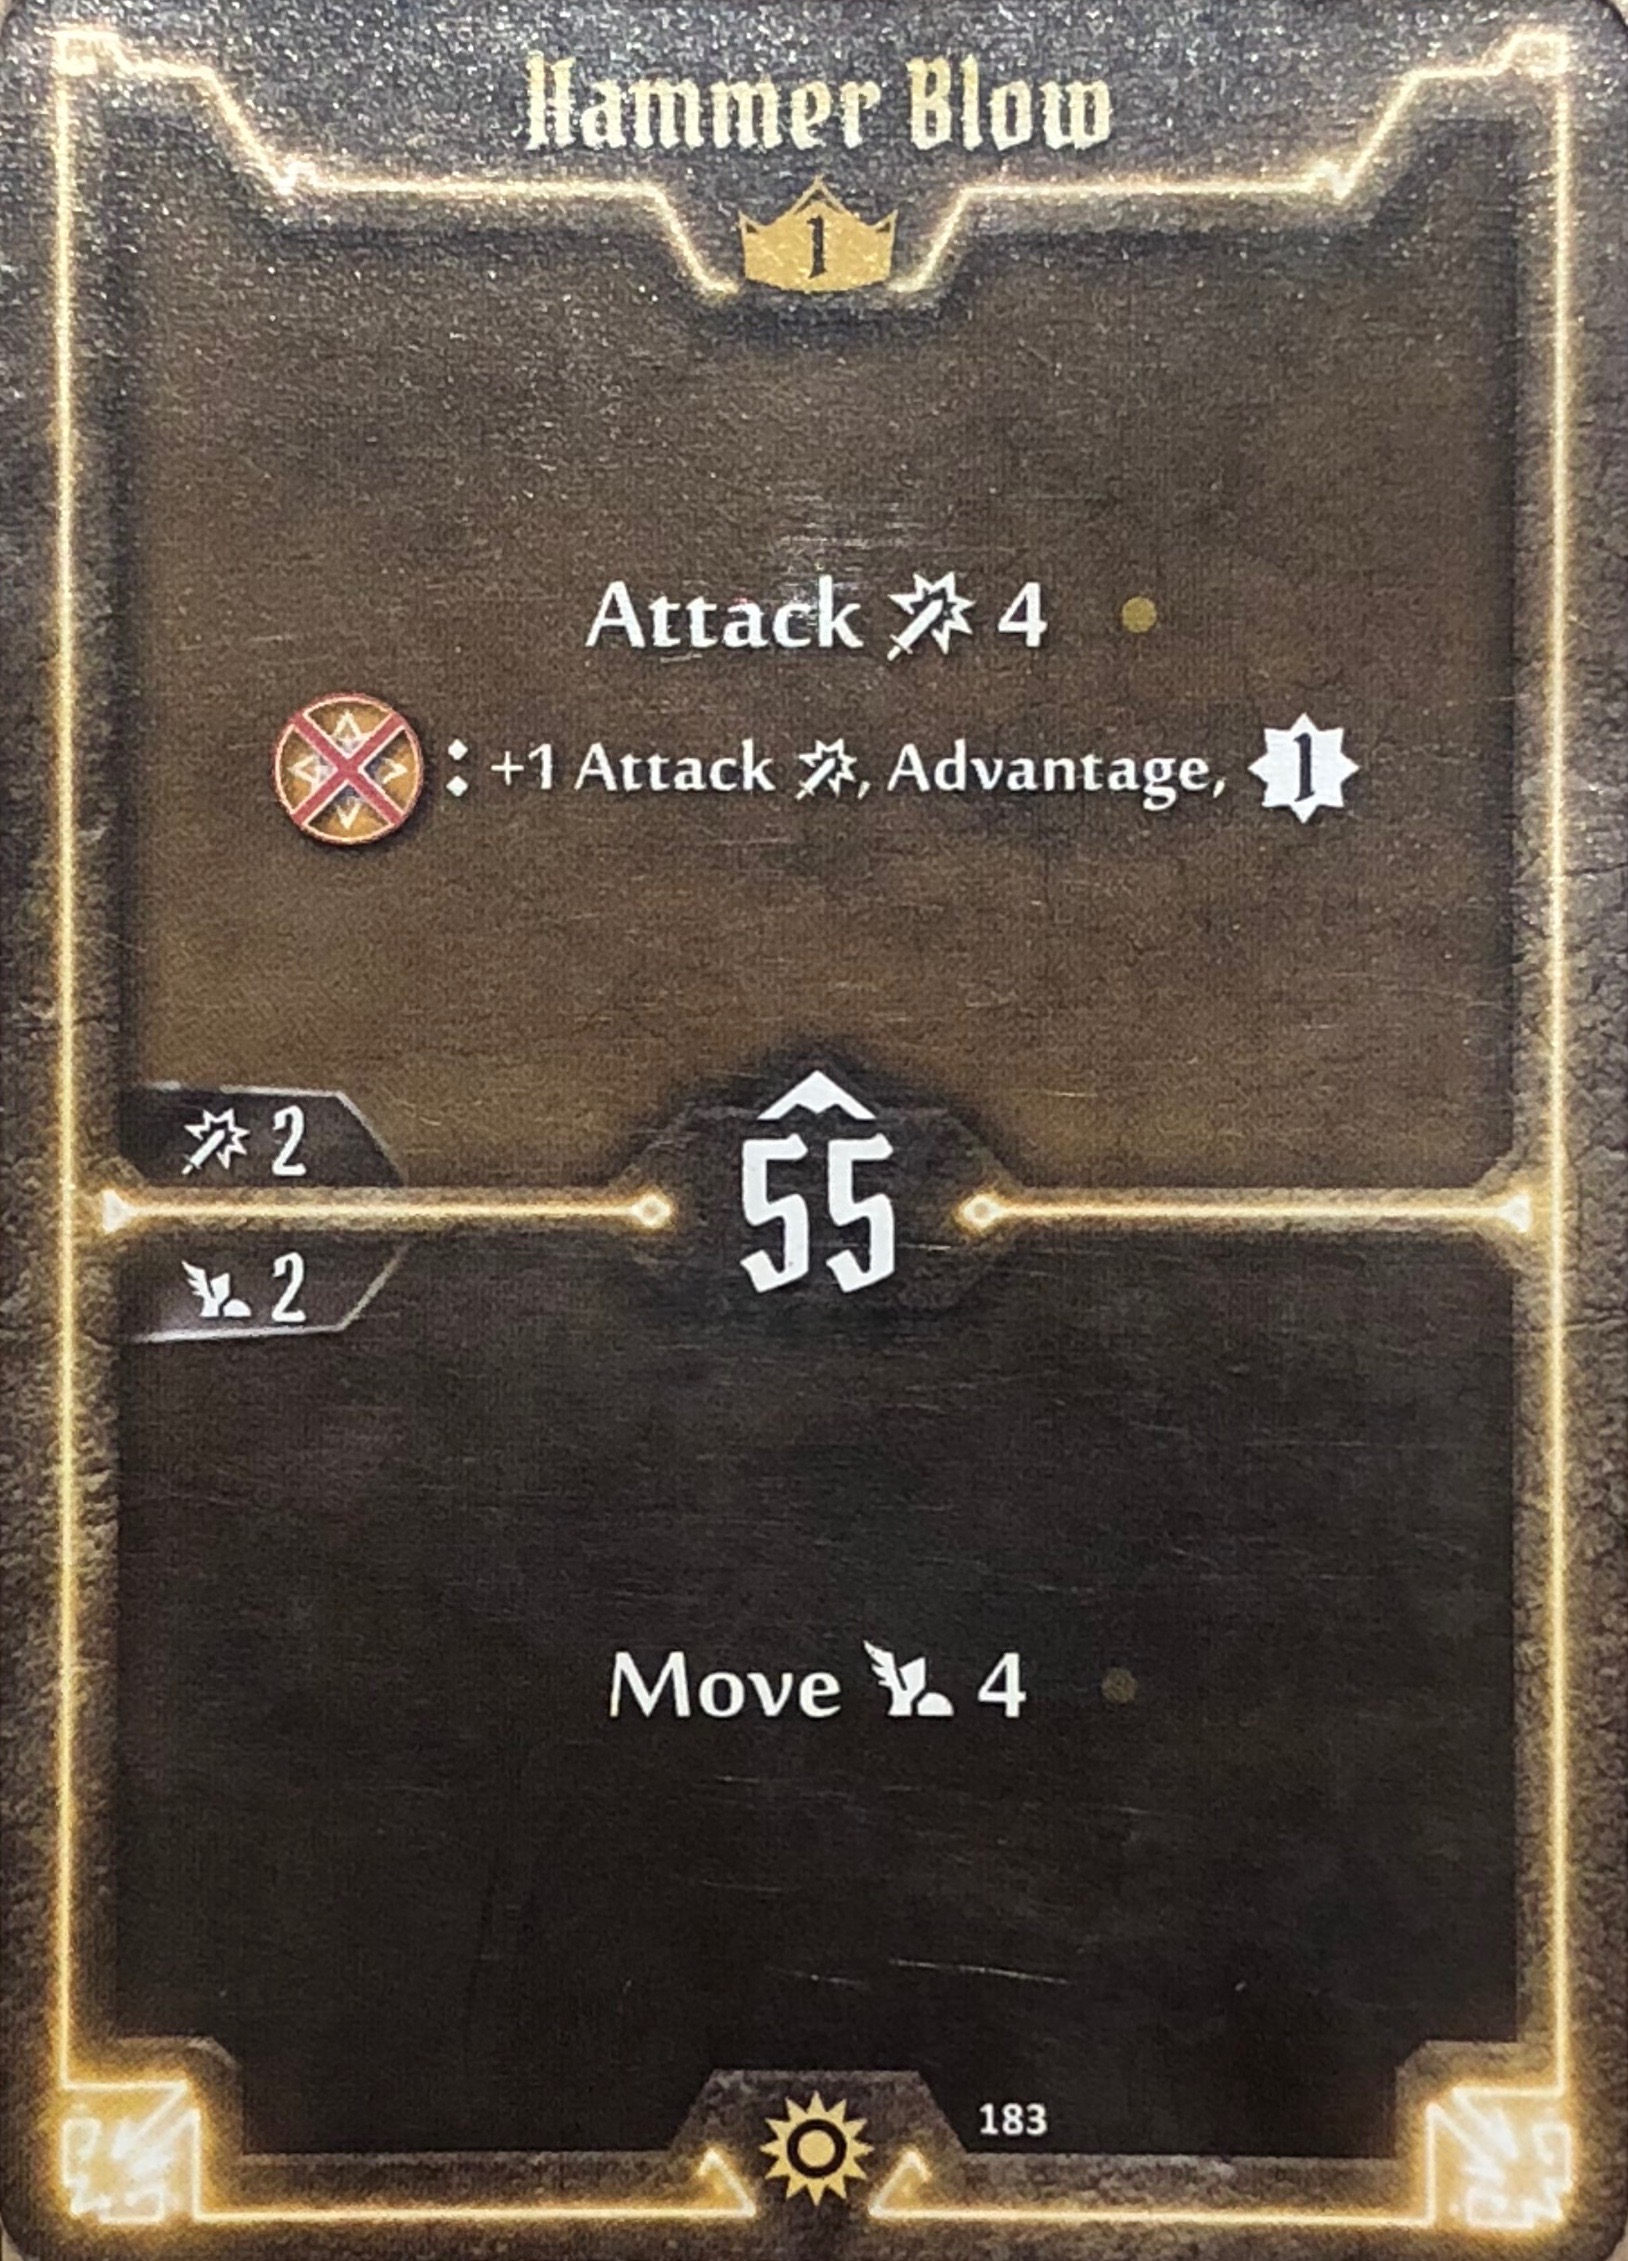 Hammer Blow
1
Attack 4
: +1 Attack , Advantage, 1
2
55
2
Move 4
183